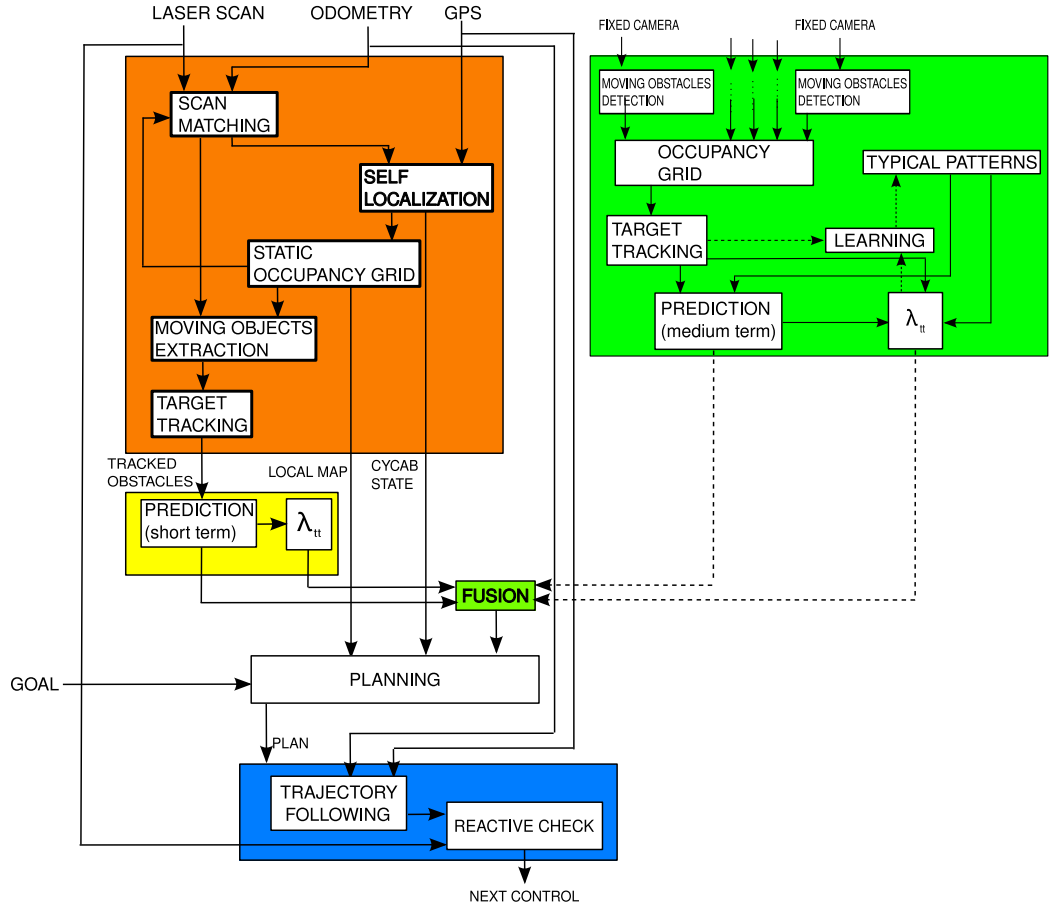 LASER SCAN
ODOMETRY
GPS
FIXED CAMERA
FIXED CAMERA
SCAN
MATCHING
SELF
LOCALIZATION
STATIC
OCCUPANCY GRID
MOVING OBJECTS
EXTRACTION
TARGET
TRACKING
MOVING OBSTACLES
DETECTION
MOVING OBSTACLES
DETECTION
OCCUPANCY
GRID
TYPICAL PATTERNS
TARGET
TRACKING
LEARNING
PREDICTION
(medium term)
λtt
TRACKED
OBSTACLES
LOCAL MAP
CYCAB
STATE
PREDICTION
(short term)
λtt
FUSION
GOAL
PLANNING
PLAN
TRAJECTORY
FOLLOWING
REACTIVE CHECK
NEXT CONTROL